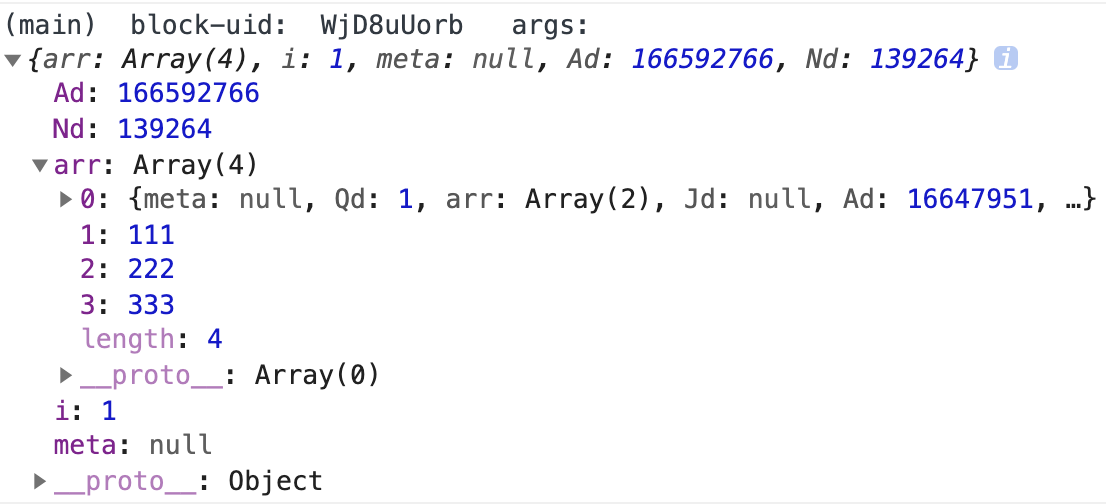 (main) block-uid: WjD8uUorb args:
{arr: Array(4), i: 1, meta: null, Ad: 166592766, Nd: 139264} i
Ad: 166592766
Nd: 139264
arr: Array(4)
0: {meta: null, Qd: 1, arr: Array(2), Jd: null, Ad: 16647951, …}
1: 111
2: 222
3: 333
length: 4
__proto__: Array(0)
i: 1
meta: null
__proto__: Object